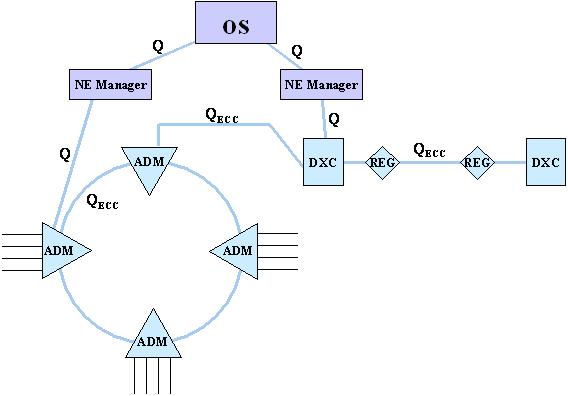 OS
Q
Q
NE Manager
NE Manager
QECC
Q
Q
ADM
DXC
REG
QECC
REG
DXC
QECC
ADM
ADM
ADM